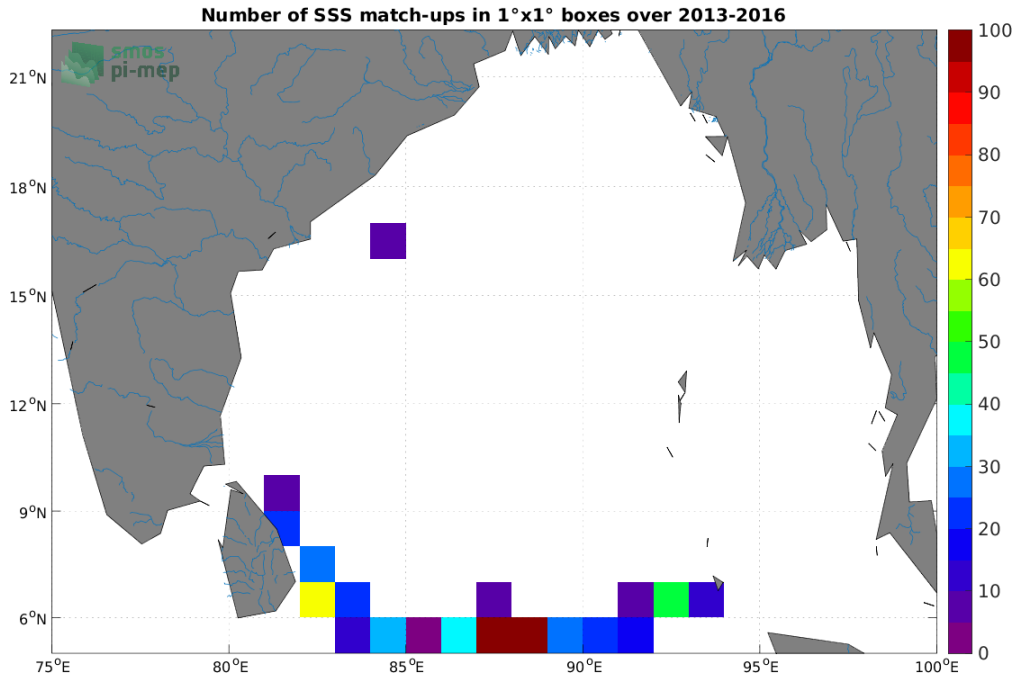 Number of SSS match-ups in 1°x1° boxes over 2013-2016
smos
pi-mep
21°N
18°N
15°N
12°N
9°N
6°N
75°E
80°E
85°E
90°E
95°E
100°E
100
90
80
70
60
50
40
30
20
10
0